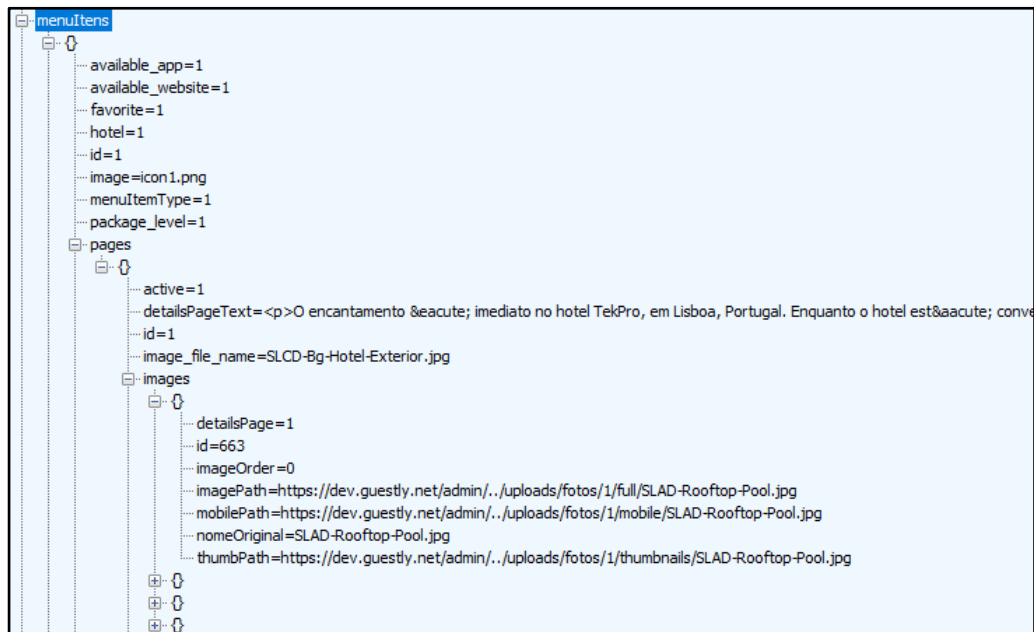 menuItens
{}
available_app=1
available_website=1
favorite=1
hotel=1
id=1
image=icon1.png
menuItemType=1
package_level=1
pages
{}
active=1
detailsPageText=<p>O encantamento &eacute; imediato no hotel TekPro, em Lisboa, Portugal. Enquanto o hotel est&aacute; conve
id=1
image_file_name=SLCD-Bg-Hotel-Exterior.jpg
images
{}
detailsPage=1
id=663
imageOrder=0
imagePath=https://dev.guestly.net/admin/../uploads/fotos/1/full/SLAD-Rooftop-Pool.jpg
mobilePath=https://dev.guestly.net/admin/../uploads/fotos/1/mobile/SLAD-Rooftop-Pool.jpg
nomeOriginal=SLAD-Rooftop-Pool.jpg
thumbPath=https://dev.guestly.net/admin/../uploads/fotos/1/thumbnails/SLAD-Rooftop-Pool.jpg
{}
{}
{}